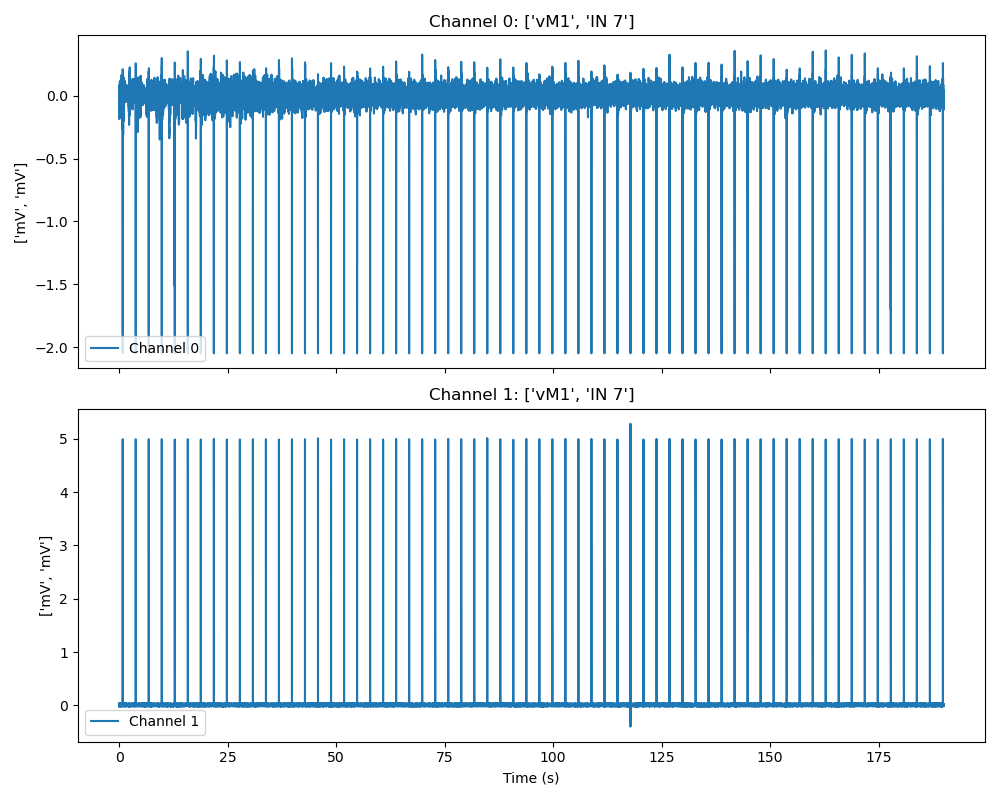 Channel 0: ['vM1', 'IN 7']
0.0
−0.5
−1.0
−1.5
−2.0
['mV', 'mV']
Channel 0
Channel 1: ['vM1', 'IN 7']
5
4
3
2
1
0
['mV', 'mV']
Channel 1
0 25 50 75 100 125 150 175
Time (s)